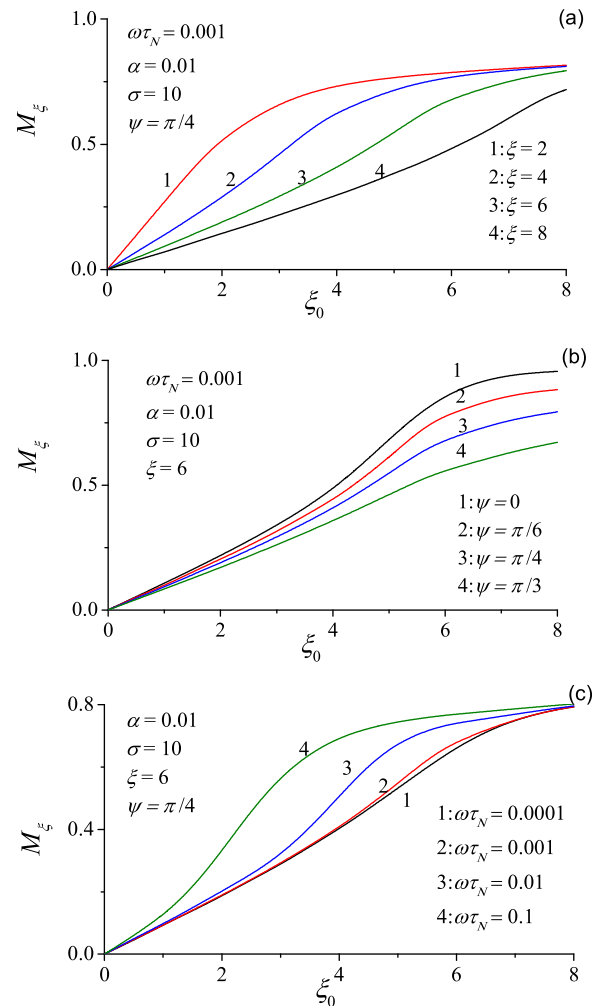 (a)
1.0
ωτ_N = 0.001
α = 0.01
σ = 10
ψ = π/4
M_ξ
0.5
1
2
3
4
1: ξ = 2
2: ξ = 4
3: ξ = 6
4: ξ = 8
0.0
0 2 4 6 8
ξ_0
(b)
1.0
ωτ_N = 0.001
α = 0.01
σ = 10
ξ = 6
M_ξ
0.5
1
2
3
4
1: ψ = 0
2: ψ = π/6
3: ψ = π/4
4: ψ = π/3
0.0
0 2 4 6 8
ξ_0
(c)
0.8
α = 0.01
σ = 10
ξ = 6
ψ = π/4
M_ξ
0.4
4
3
2
1
1: ωτ_N = 0.0001
2: ωτ_N = 0.001
3: ωτ_N = 0.01
4: ωτ_N = 0.1
0.0
0 2 4 6 8
ξ_0